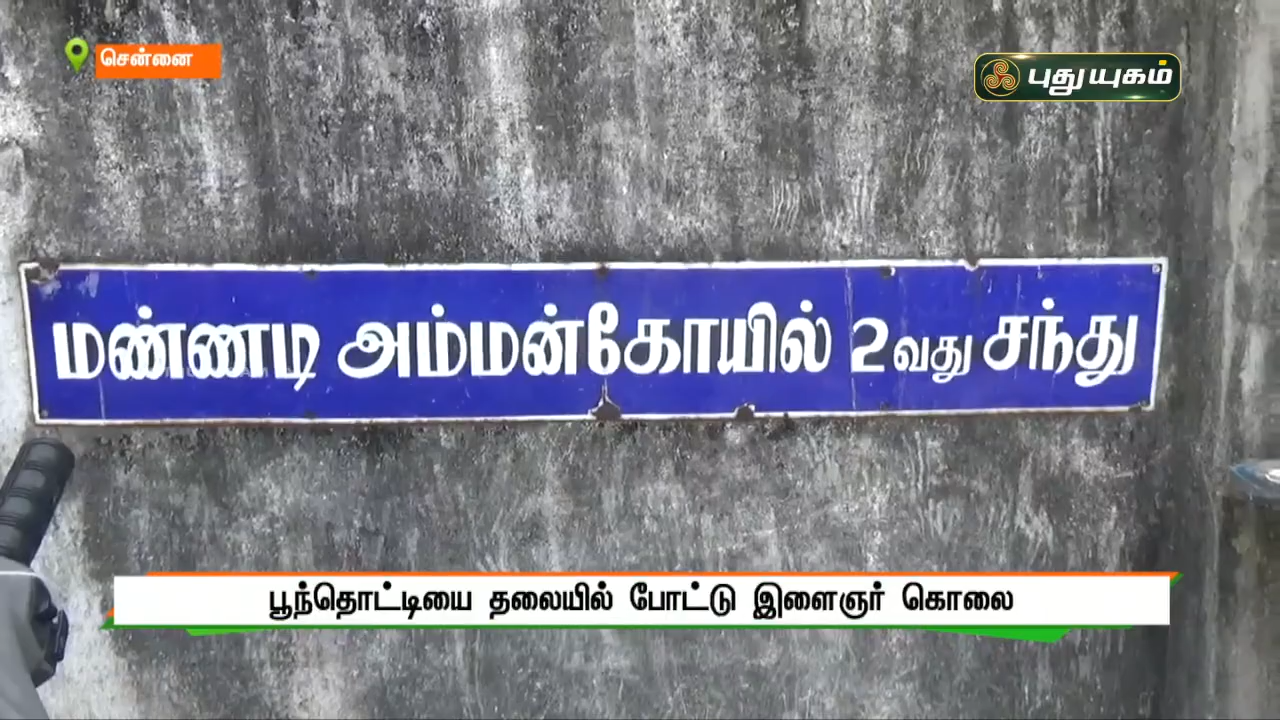 சென்னை
புதுயுகம்
மண்ணடி அம்மன்கோயில் 2வது சந்து
பூந்தொட்டியை தலையில் போட்டு இளைஞர் கொலை